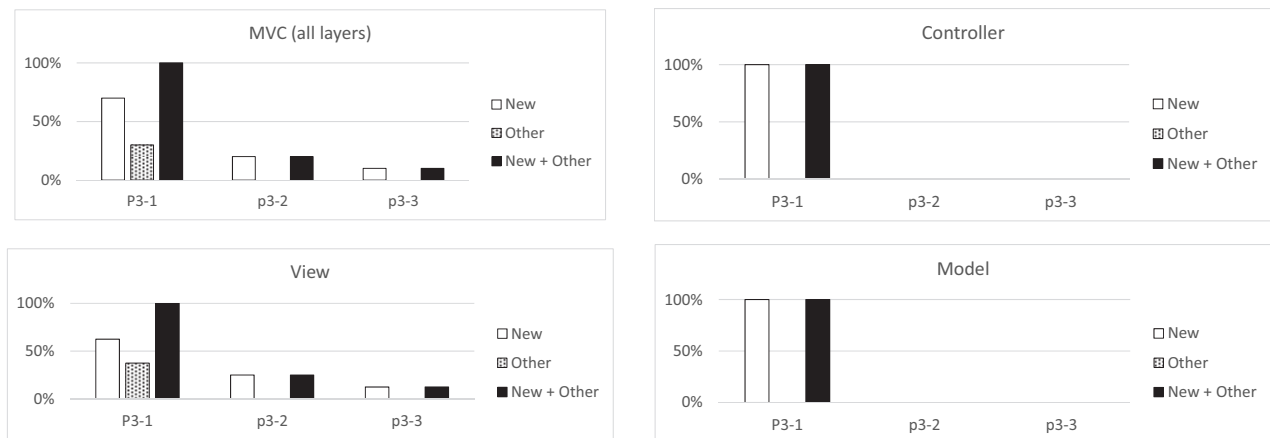 MVC (all layers)
100%
50%
0%
P3-1 p3-2 p3-3
New
Other
New + Other
Controller
100%
50%
0%
P3-1 p3-2 p3-3
New
Other
New + Other
View
100%
50%
0%
P3-1 p3-2 p3-3
New
Other
New + Other
Model
100%
50%
0%
P3-1 p3-2 p3-3
New
Other
New + Other